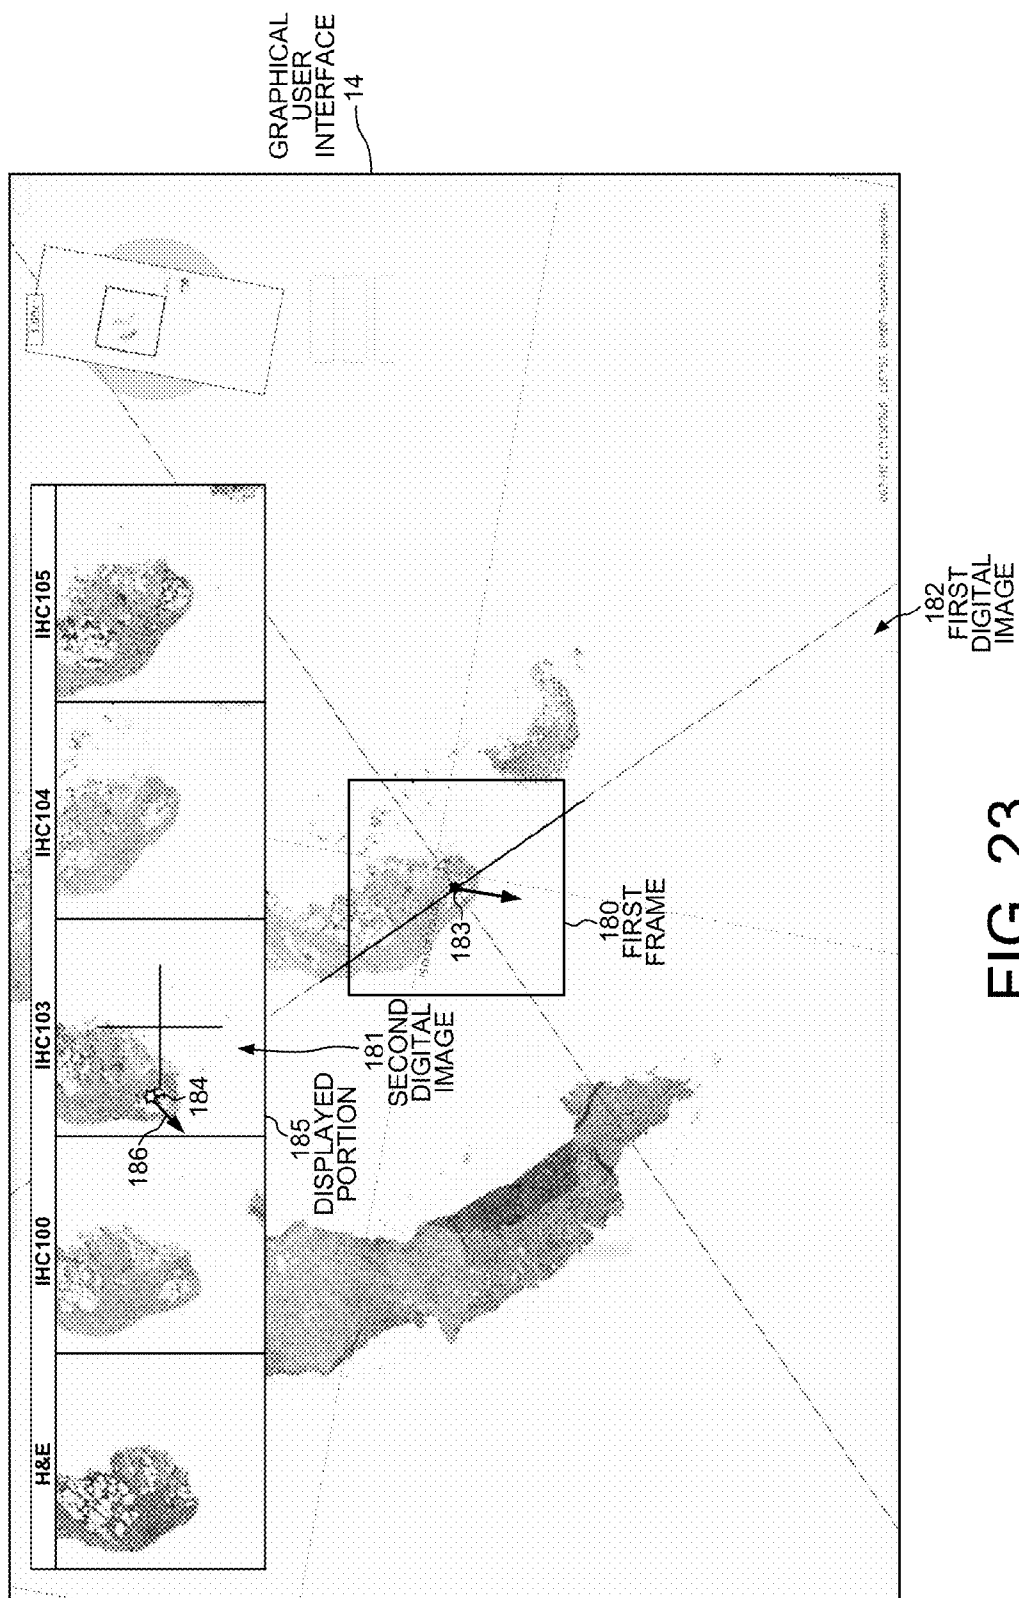 H&E
IHC100
IHC103
IHC104
IHC105
186
184
GRAPHICAL
USER
INTERFACE
14
185
DISPLAYED
PORTION
181
SECOND
DIGITAL
IMAGE
183
180
FIRST
FRAME
182
FIRST
DIGITAL
IMAGE
FIG. 23